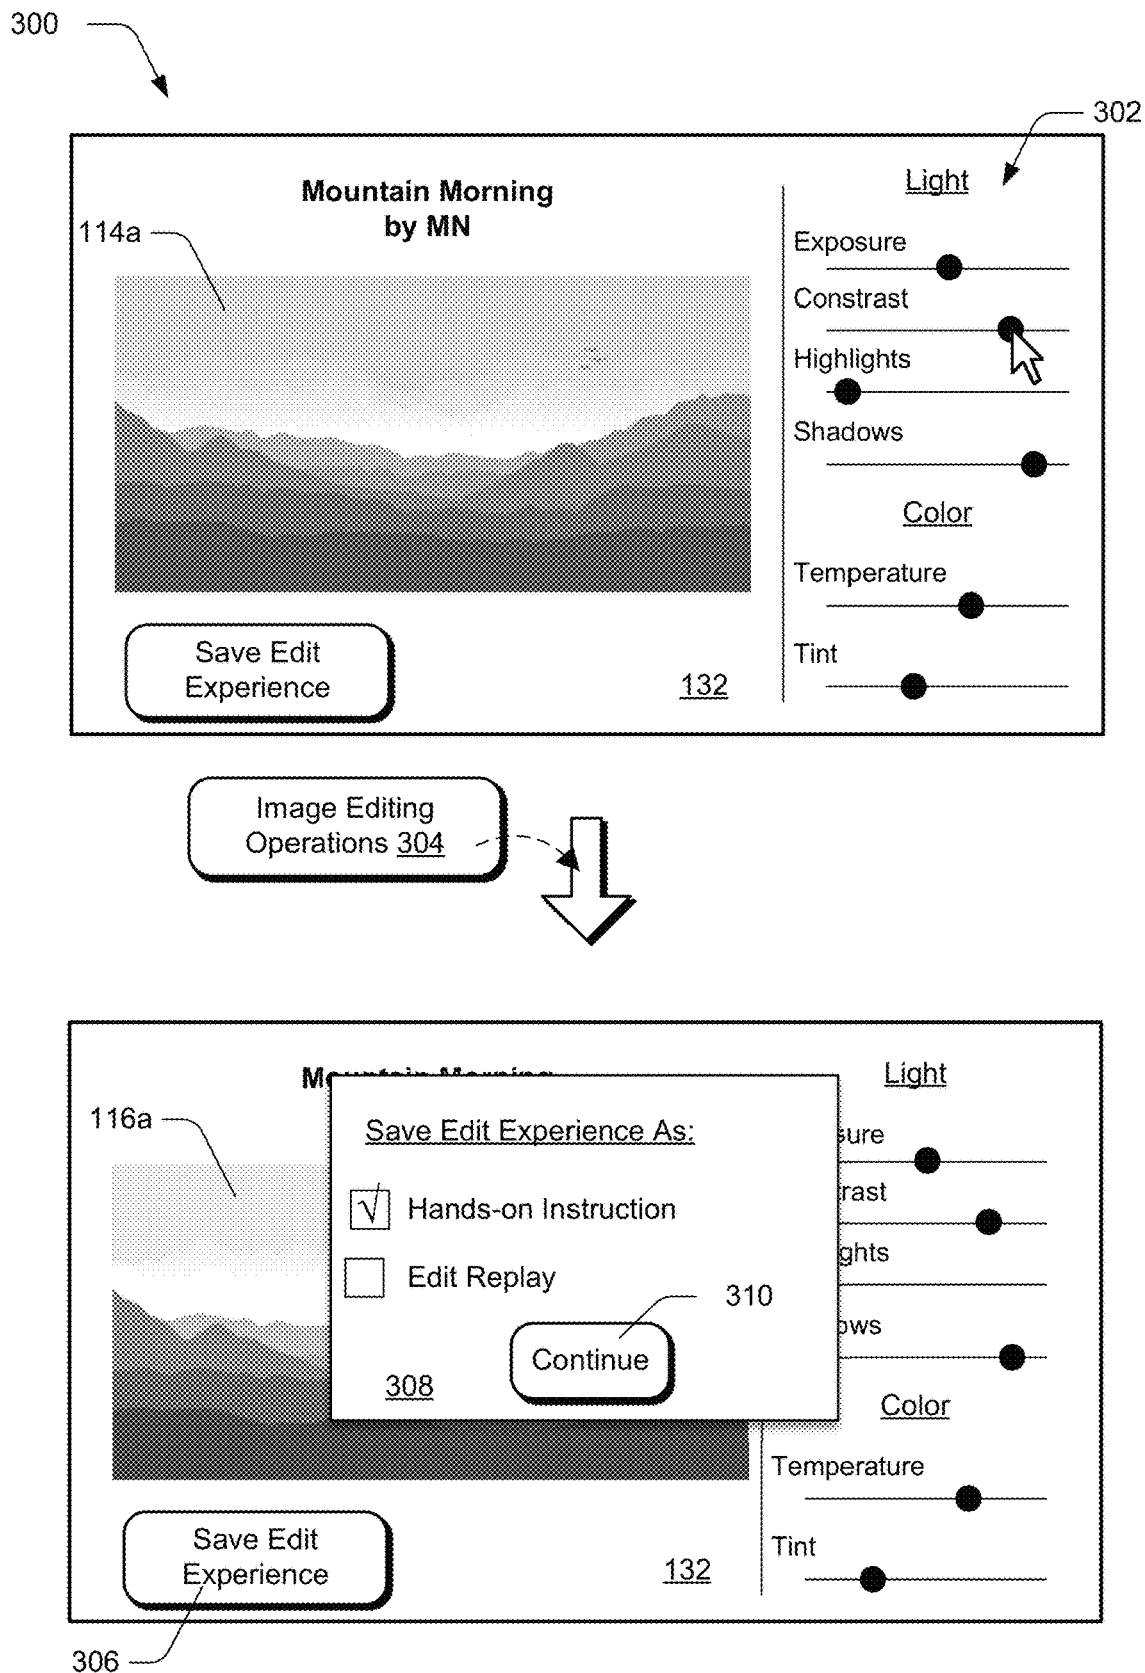 300
302
Mountain Morning
by MN
114a
Light
Exposure
Constrast
Highlights
Shadows
Color
Temperature
Tint
Save Edit
Experience
132
Image Editing
Operations 304
Light
116a
Save Edit Experience As:
√ Hands-on Instruction
Edit Replay
310
Continue
308
sure
rast
ghts
ows
Color
Temperature
Tint
Save Edit
Experience
132
306